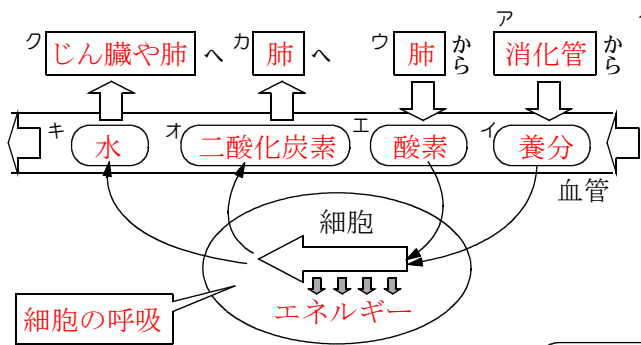 ク じん臓や肺 へ カ 肺 へ ウ 肺 から ア 消化管 から
キ 水 オ 二酸化炭素 エ 酸素 イ 養分
血管
細胞
エネルギー
細胞の呼吸